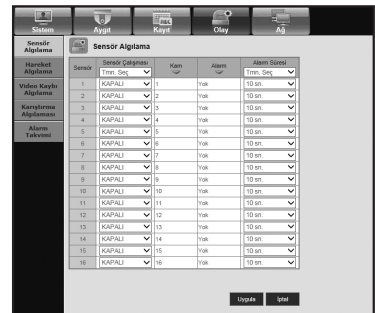 Sistem Aygıt Kayıt Olay Ağ
Sensör Algılama
Hareket Algılama
Video Kaybı Algılama
Karıştırma Algılaması
Alarm Takvimi
Sensör Algılama
Sensör Sensör Çalışması Kam Alarm Alarm Süresi
Tmn. Seç Tmn. Seç
1 KAPALI 1 Yok 10 sn.
2 KAPALI 2 Yok 10 sn.
3 KAPALI 3 Yok 10 sn.
4 KAPALI 4 Yok 10 sn.
5 KAPALI 5 Yok 10 sn.
6 KAPALI 6 Yok 10 sn.
7 KAPALI 7 Yok 10 sn.
8 KAPALI 8 Yok 10 sn.
9 KAPALI 9 Yok 10 sn.
10 KAPALI 10 Yok 10 sn.
11 KAPALI 11 Yok 10 sn.
12 KAPALI 12 Yok 10 sn.
13 KAPALI 13 Yok 10 sn.
14 KAPALI 14 Yok 10 sn.
15 KAPALI 15 Yok 10 sn.
16 KAPALI 16 Yok 10 sn.
Uygula İptal